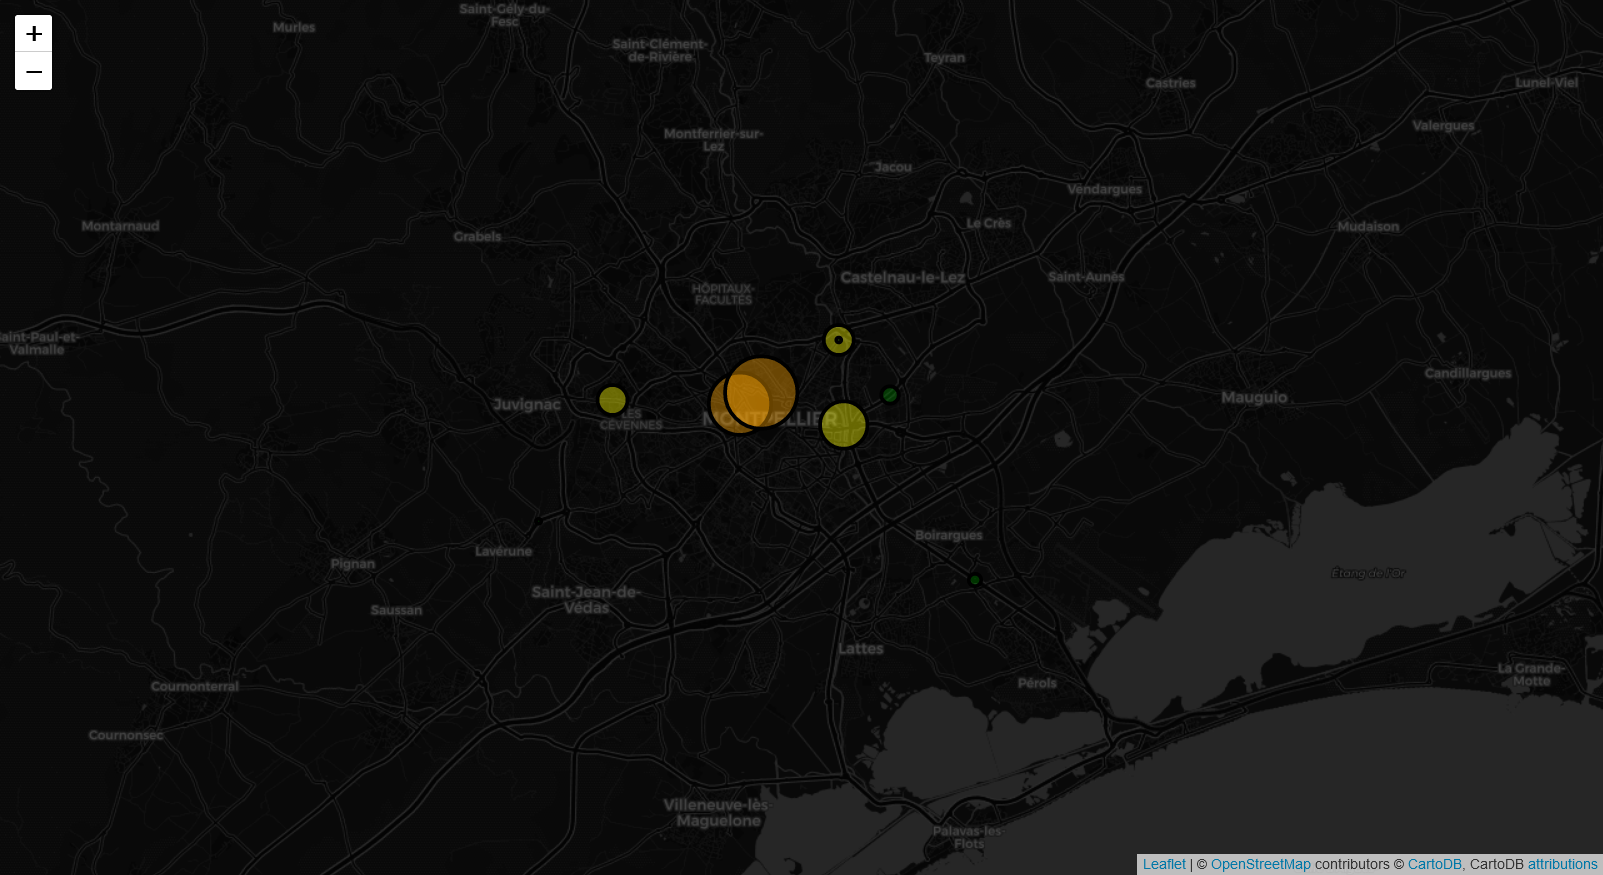 +
−
Saint-Gély-du-
Fesc
Murles
Saint-Clément-
de-Rivière
Teyran
Castries
Lunel-Viel
Valergues
Montferrier-sur-
Lez
Jacou
Vendargues
Montarnaud
Grabels
Le Crès
Mudaison
Castelnau-le-Lez
Saint-Aunès
HÔPITAUX-
FACULTÉS
Saint-Paul-et-
Valmalle
Candillargues
Juvignac
LES
CÉVENNES
MONTPELLIER
Mauguio
Boirargues
Lavérune
Pignan
Étang de l'Or
Saint-Jean-de-
Védas
Saussan
Lattes
La Grande-
Motte
Pérols
Cournonterral
Cournonsec
Villeneuve-lès-
Maguelone
Palavas-les-
Flots
Leaflet | © OpenStreetMap contributors © CartoDB, CartoDB attributions